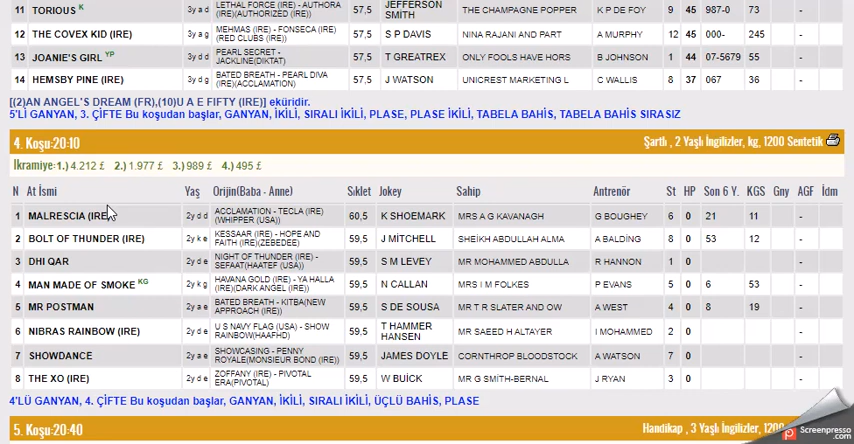 11 TORIOUS K 3y a d LETHAL FORCE (IRE) - AUTHORA (IRE)(AUTHORIZED (IRE)) 57,5 JEFFERSON SMITH THE CHAMPAGNE POPPER K P DE FOY 9 45 987-0 73
12 THE COVEX KID (IRE) 3y a g MEHMAS (IRE) - FONSECA (IRE)(RED CLUBS (IRE)) 57,5 S P DAVIS NINA RAJANI AND PART A MURPHY 12 45 000- 245
13 JOANIE'S GIRL YP 3y d d PEARL SECRET - JACKLINE(DIKTAT) 57,5 T GREATREX ONLY FOOLS HAVE HORS B JOHNSON 1 44 07-5679 55
14 HEMSBY PINE (IRE) 3y d g BATED BREATH - PEARL DIVA (IRE)(ACCLAMATION) 57,5 J WATSON UNICREST MARKETING L C WALLIS 8 37 067 36
[(2)AN ANGEL'S DREAM (FR),(10)U A E FIFTY (IRE)] eküridir.
5'Lİ GANYAN, 3. ÇİFTE Bu koşudan başlar, GANYAN, İKİLİ, SIRALI İKİLİ, PLASE, PLASE İKİLİ, TABELA BAHİS, TABELA BAHİS SIRASIZ
4. Koşu:20:10 Şartlı , 2 Yaşlı İngilizler, kg, 1200 Sentetik
İkramiye:1.) 4.212 £ 2.) 1.977 £ 3.) 989 £ 4.) 495 £
N At İsmi Yaş Orijin(Baba - Anne) Sıklet Jokey Sahip Antrenör St HP Son 6 Y. KGS Gny AGF İdm
1 MALRESCIA (IRE) 2y d d ACCLAMATION - TECLA (IRE)(WHIPPER (USA)) 60,5 K SHOEMARK MRS A G KAVANAGH G BOUGHEY 6 0 21 11 -
2 BOLT OF THUNDER (IRE) 2y k e KESSAAR (IRE) - HOPE AND FAITH (IRE)(ZEBEDEE) 59,5 J MITCHELL SHEİKH ABDULLAH ALMA A BALDİNG 8 0 53 12 -
3 DHI QAR 2y d e NIGHT OF THUNDER (IRE) - SEFAAT(HAATEF (USA)) 59,5 S M LEVEY MR MOHAMMED ABDULLA R HANNON 1 0 -
4 MAN MADE OF SMOKE KG 2y k g HAVANA GOLD (IRE) - YA HALLA (IRE)(DARK ANGEL (IRE)) 59,5 N CALLAN MRS I M FOLKES P EVANS 5 0 6 53 -
5 MR POSTMAN 2y a e BATED BREATH - KITBA(NEW APPROACH (IRE)) 59,5 S DE SOUSA MR T R SLATER AND OW A WEST 4 0 8 19 -
6 NIBRAS RAINBOW (IRE) 2y d e U S NAVY FLAG (USA) - SHOW RAINBOW(HAAFHD) 59,5 T HAMMER HANSEN MR SAEED H ALTAYER I MOHAMMED 2 0 -
7 SHOWDANCE 2y a e SHOWCASING - PENNY ROYALE(MONSIEUR BOND (IRE)) 59,5 JAMES DOYLE CORNTHROP BLOODSTOCK A WATSON 7 0 -
8 THE XO (IRE) 2y d e ZOFFANY (IRE) - PIVOTAL ERA(PIVOTAL) 59,5 W BUİCK MR G SMİTH-BERNAL J RYAN 3 0 -
4'LÜ GANYAN, 4. ÇİFTE Bu koşudan başlar, GANYAN, İKİLİ, SIRALI İKİLİ, ÜÇLÜ BAHİS, PLASE
5. Koşu:20:40 Handikap , 3 Yaşlı İngilizler, 1200
Screenpresso.com